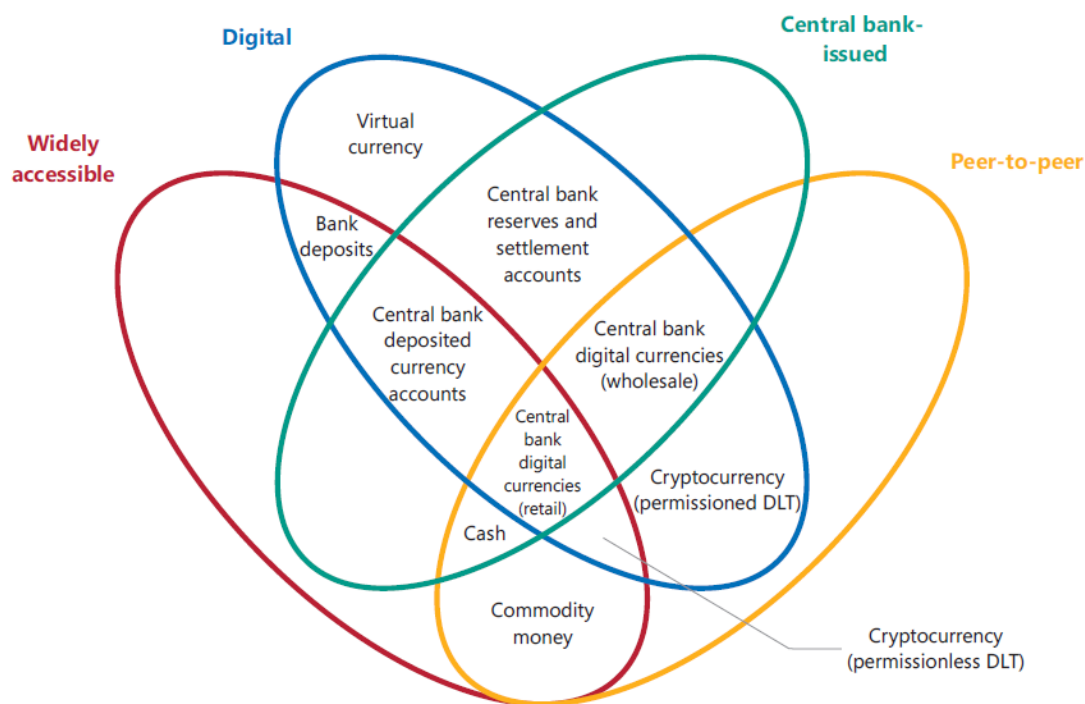 Digital
Central bank-
issued
Widely
accessible
Peer-to-peer
Virtual
currency
Bank
deposits
Central bank
reserves and
settlement
accounts
Central bank
deposited
currency
accounts
Central bank
digital currencies
(wholesale)
Central
bank
digital
currencies
(retail)
Cryptocurrency
(permissioned DLT)
Cash
Commodity
money
Cryptocurrency
(permissionless DLT)